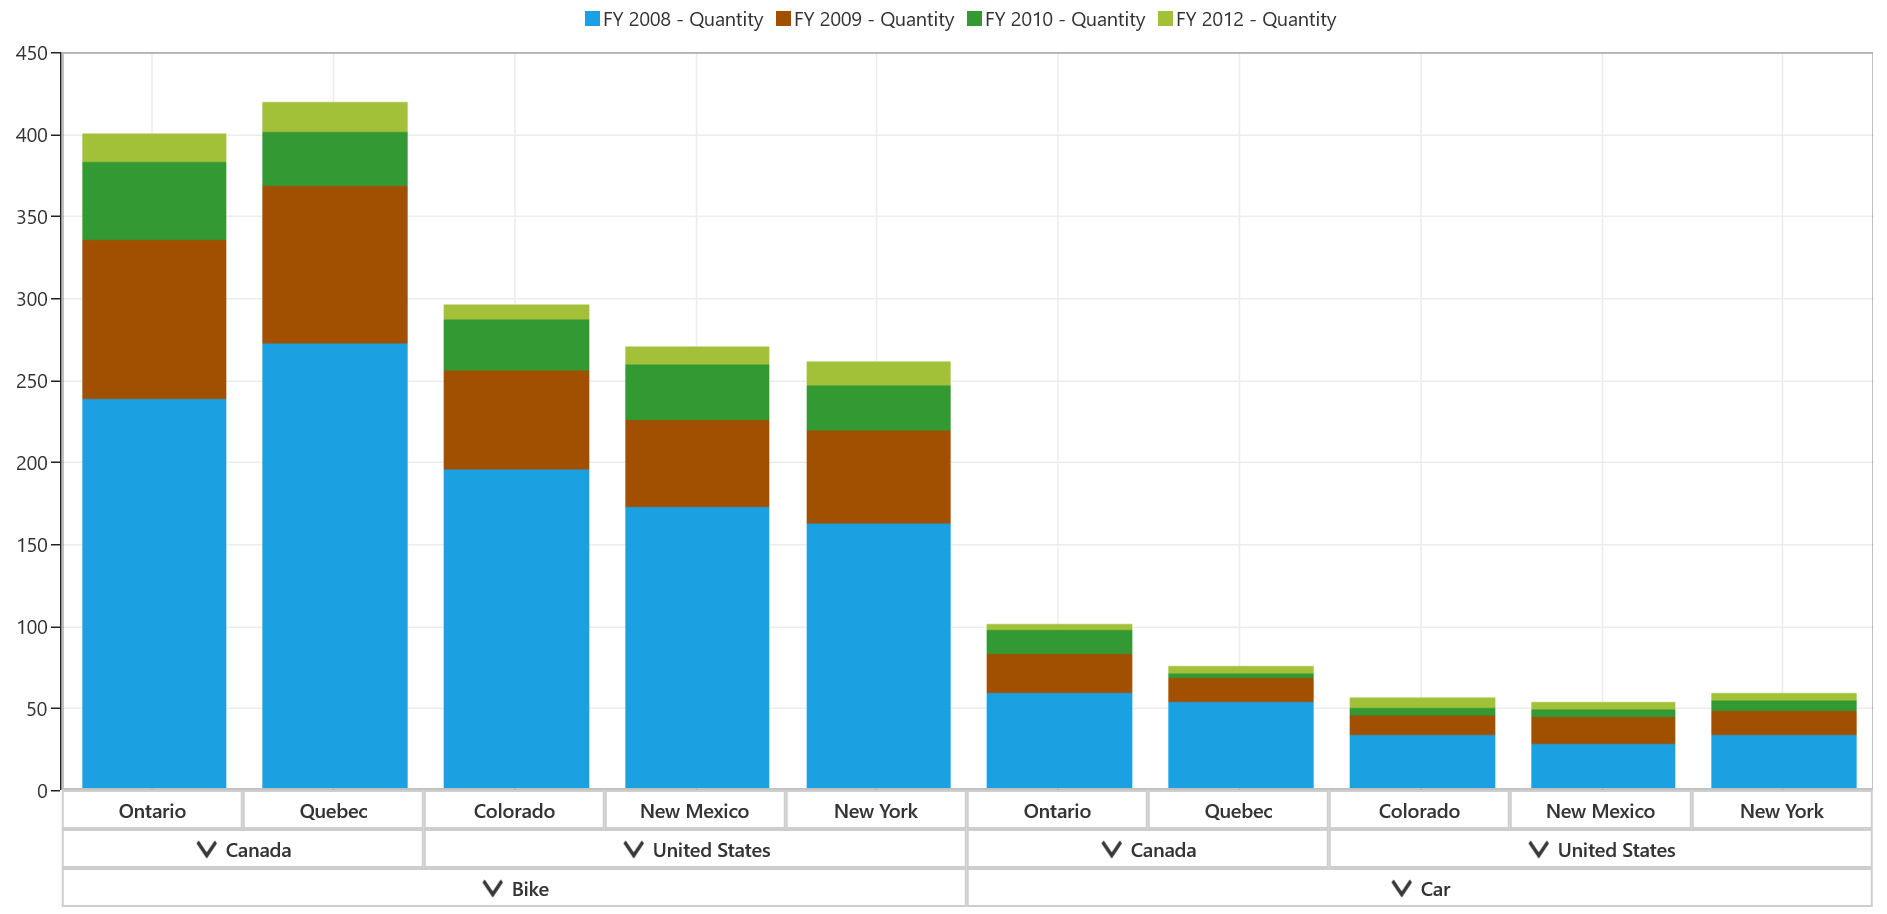 FY 2008 - Quantity FY 2009 - Quantity FY 2010 - Quantity FY 2012 - Quantity
450
400
350
300
250
200
150
100
50
0
Ontario Quebec Colorado New Mexico New York Ontario Quebec Colorado New Mexico New York
Canada United States Canada United States
Bike Car